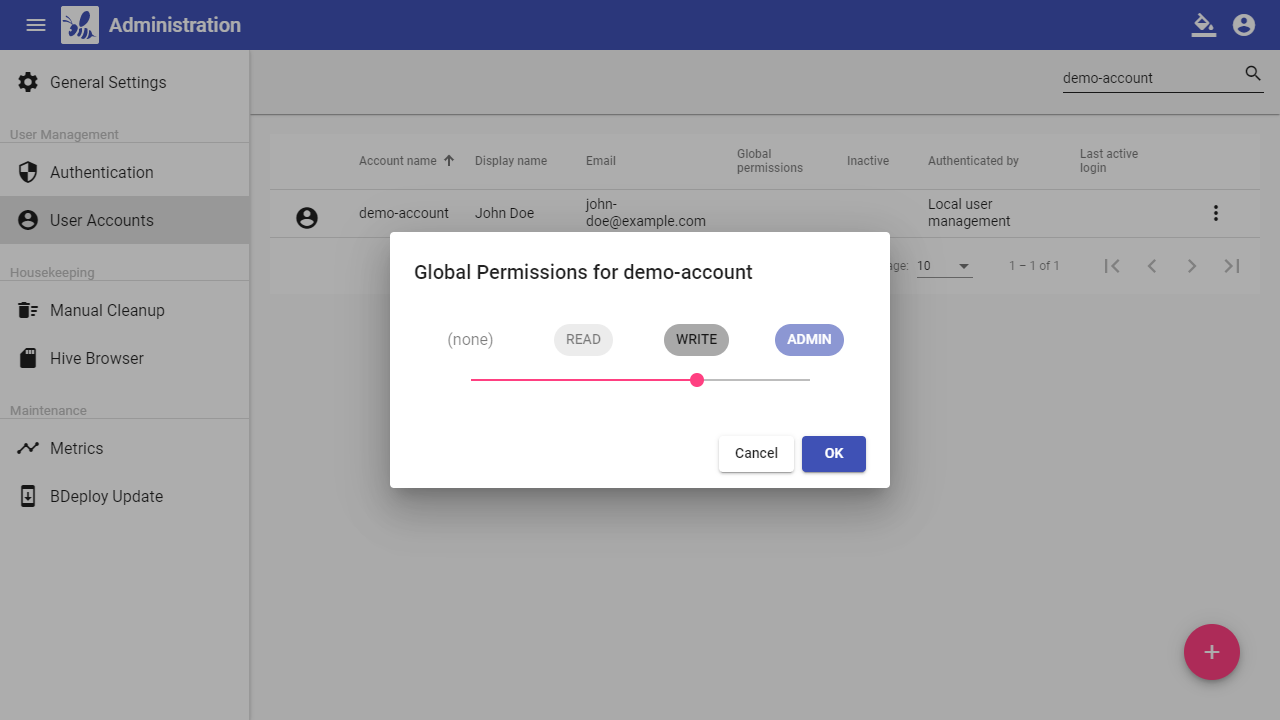 Administration
General Settings
User Management
Authentication
User Accounts
Housekeeping
Manual Cleanup
Hive Browser
Maintenance
Metrics
BDeploy Update
demo-account
Account name
Display name
Email
Global
permissions
Inactive
Authenticated by
Last active
login
demo-account
John Doe
john-
doe@example.com
Local user
management
age: 10
1 – 1 of 1
Global Permissions for demo-account
(none)
READ
WRITE
ADMIN
Cancel
OK